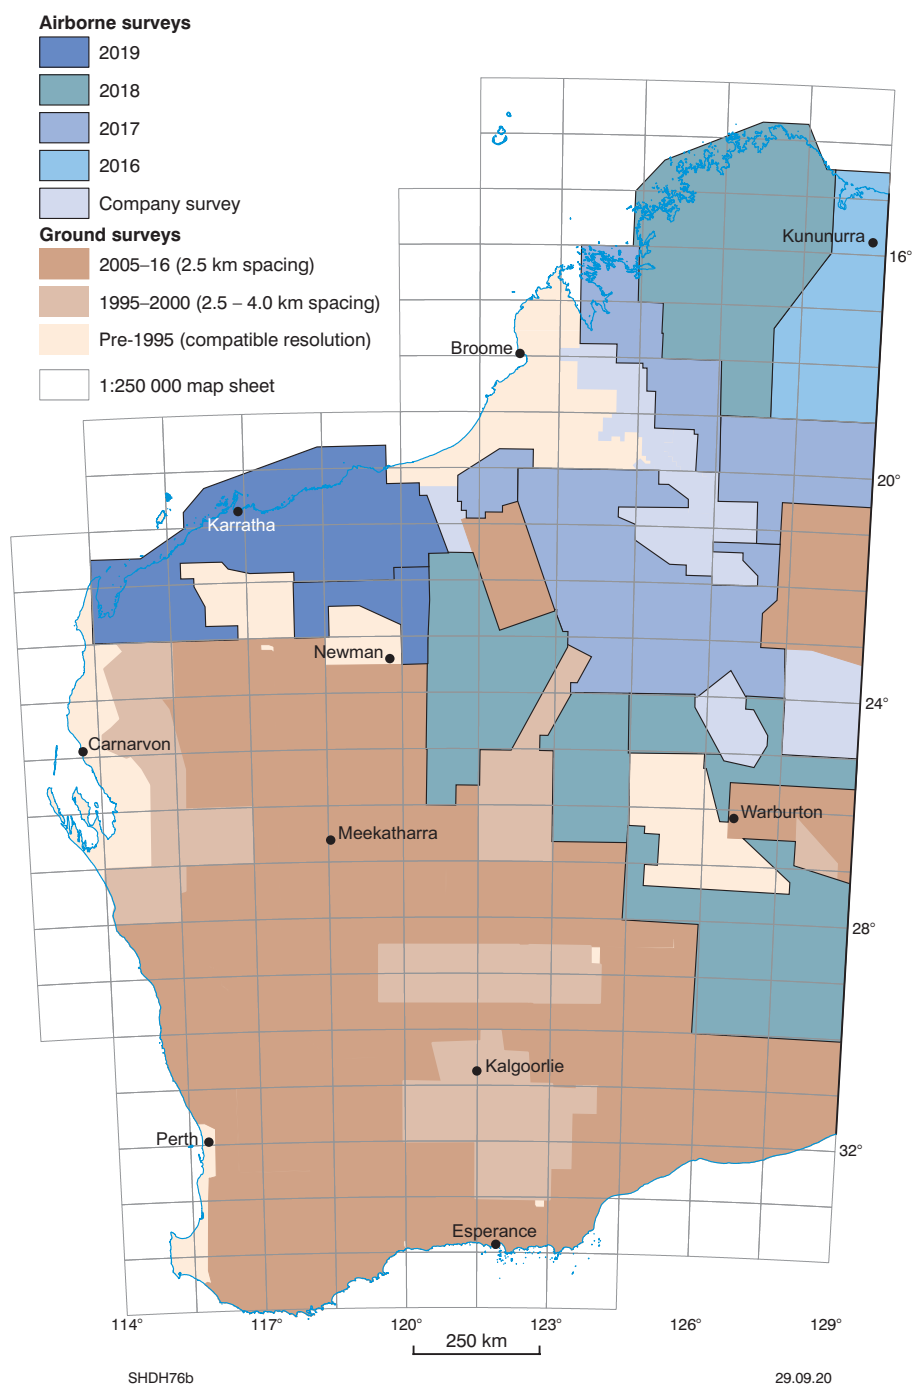 Airborne surveys
2019
2018
2017
2016
Company survey
Ground surveys
2005–16 (2.5 km spacing)
1995–2000 (2.5 – 4.0 km spacing)
Pre-1995 (compatible resolution)
1:250 000 map sheet
Kununurra
16°
Broome
20°
Karratha
Newman
24°
Carnarvon
Warburton
Meekatharra
28°
Kalgoorlie
Perth
32°
Esperance
114°
117°
120°
123°
126°
129°
250 km
SHDH76b
29.09.20